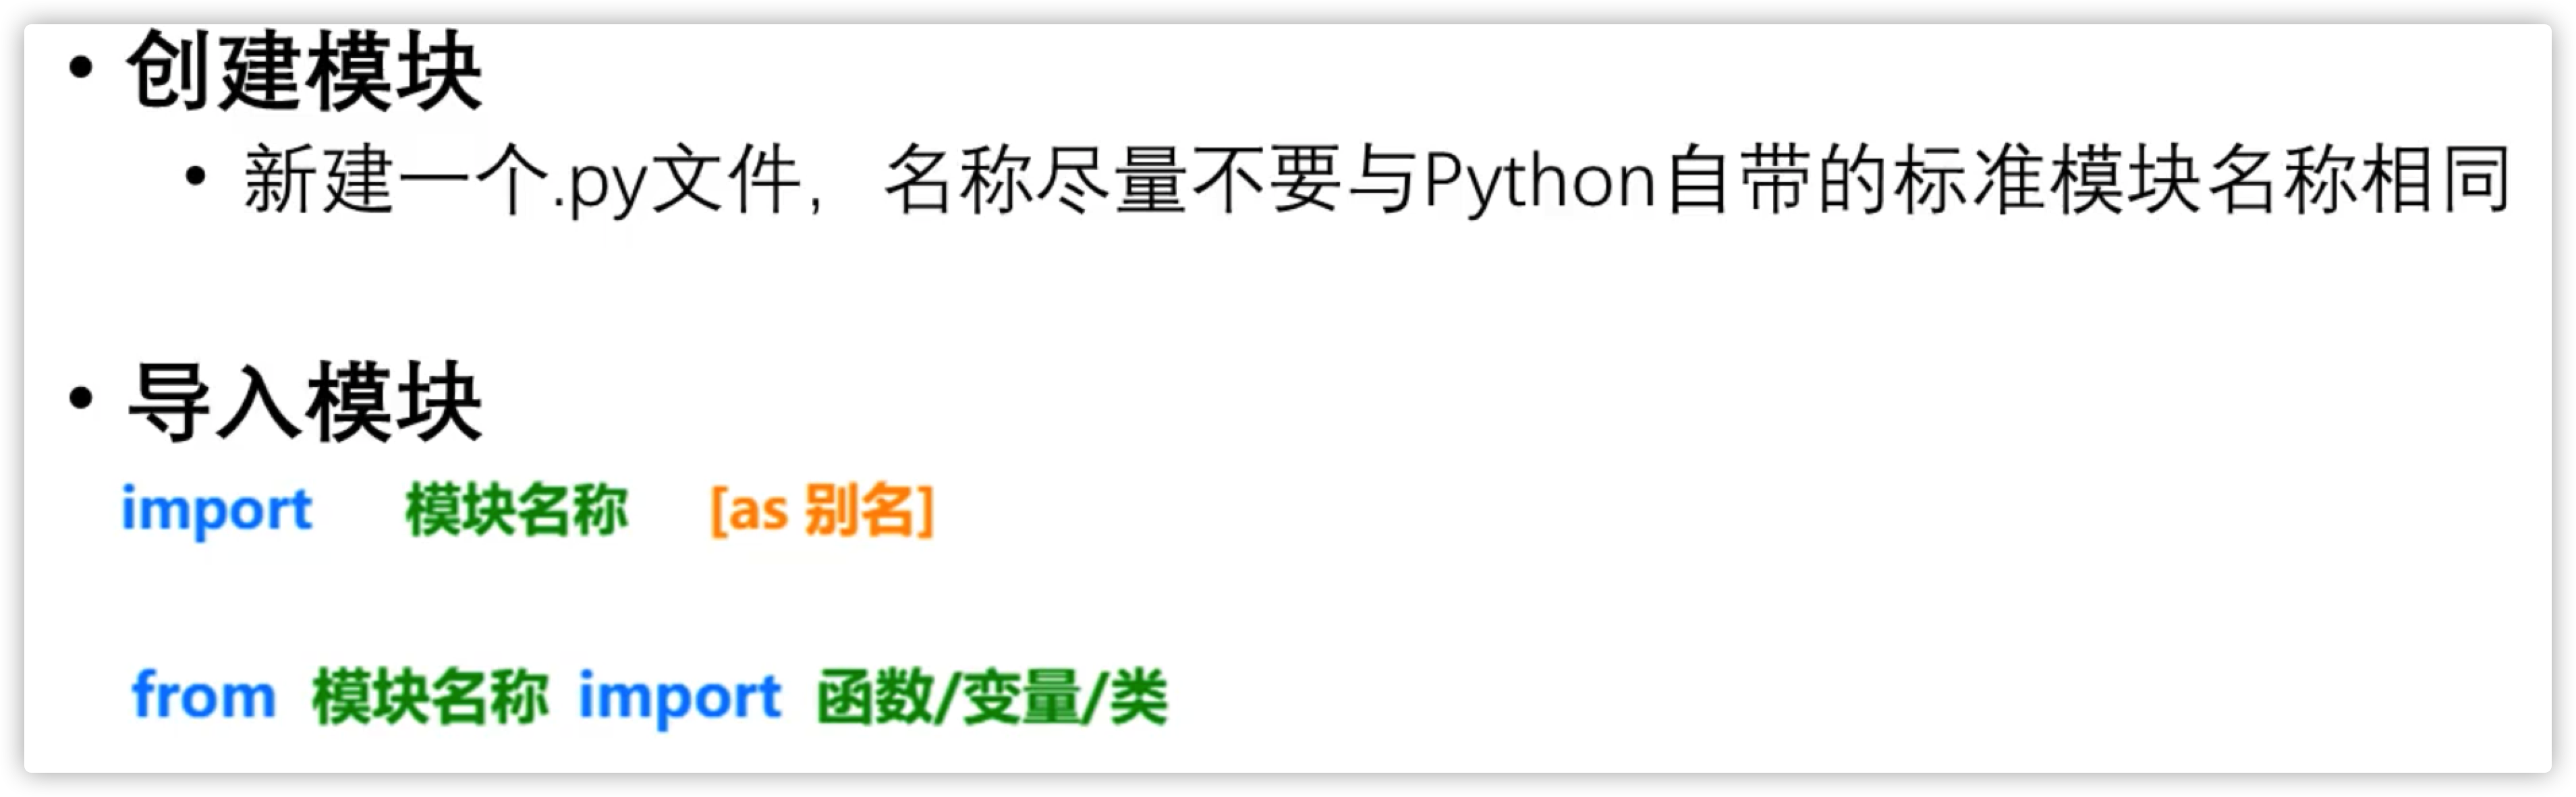 • 创建模块
• 新建一个.py文件，名称尽量不要与Python自带的标准模块名称相同
• 导入模块
import 模块名称 [as 别名]
from 模块名称 import 函数/变量/类